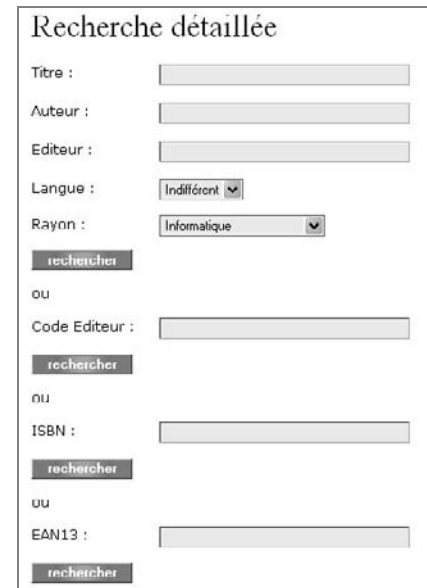 Recherche détaillée
Titre :
Auteur :
Editeur :
Langue : Indifférent
Rayon : Informatique
rechercher
ou
Code Editeur :
rechercher
ou
ISBN :
rechercher
ou
EAN13 :
rechercher